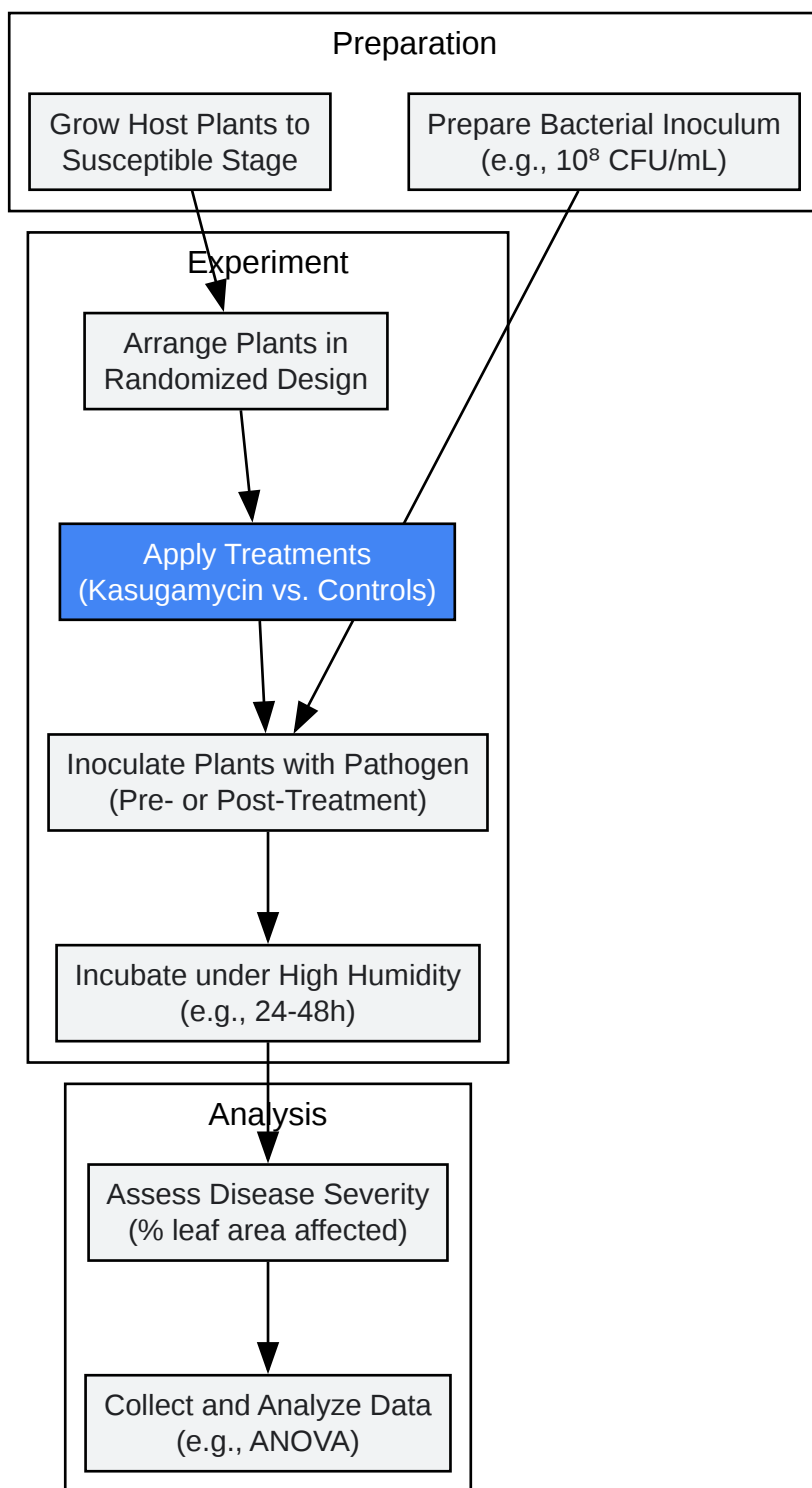 Preparation
Grow Host Plants to
Susceptible Stage
Prepare Bacterial Inoculum
(e.g., 10⁸ CFU/mL)
Experiment
Arrange Plants in
Randomized Design
Apply Treatments
(Kasugamycin vs. Controls)
Inoculate Plants with Pathogen
(Pre- or Post-Treatment)
Incubate under High Humidity
(e.g., 24-48h)
Analysis
Assess Disease Severity
(% leaf area affected)
Collect and Analyze Data
(e.g., ANOVA)